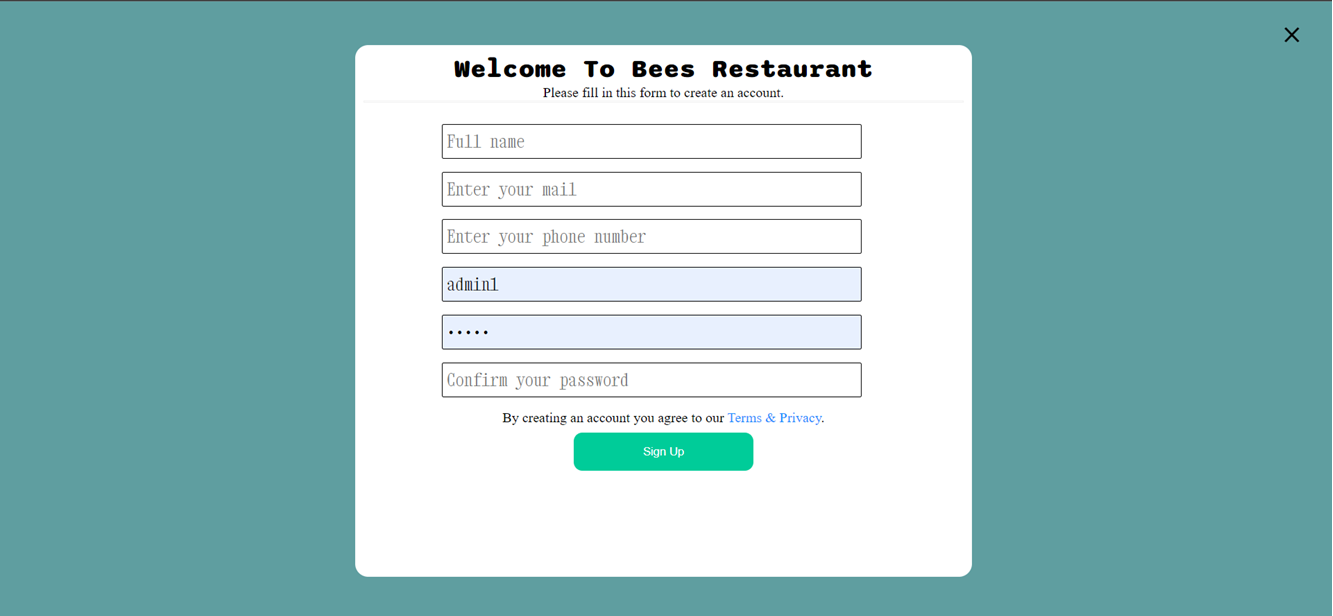 Welcome To Bees Restaurant
Please fill in this form to create an account.
Full name
Enter your mail
Enter your phone number
admin1
•••••
Confirm your password
By creating an account you agree to our Terms & Privacy.
Sign Up